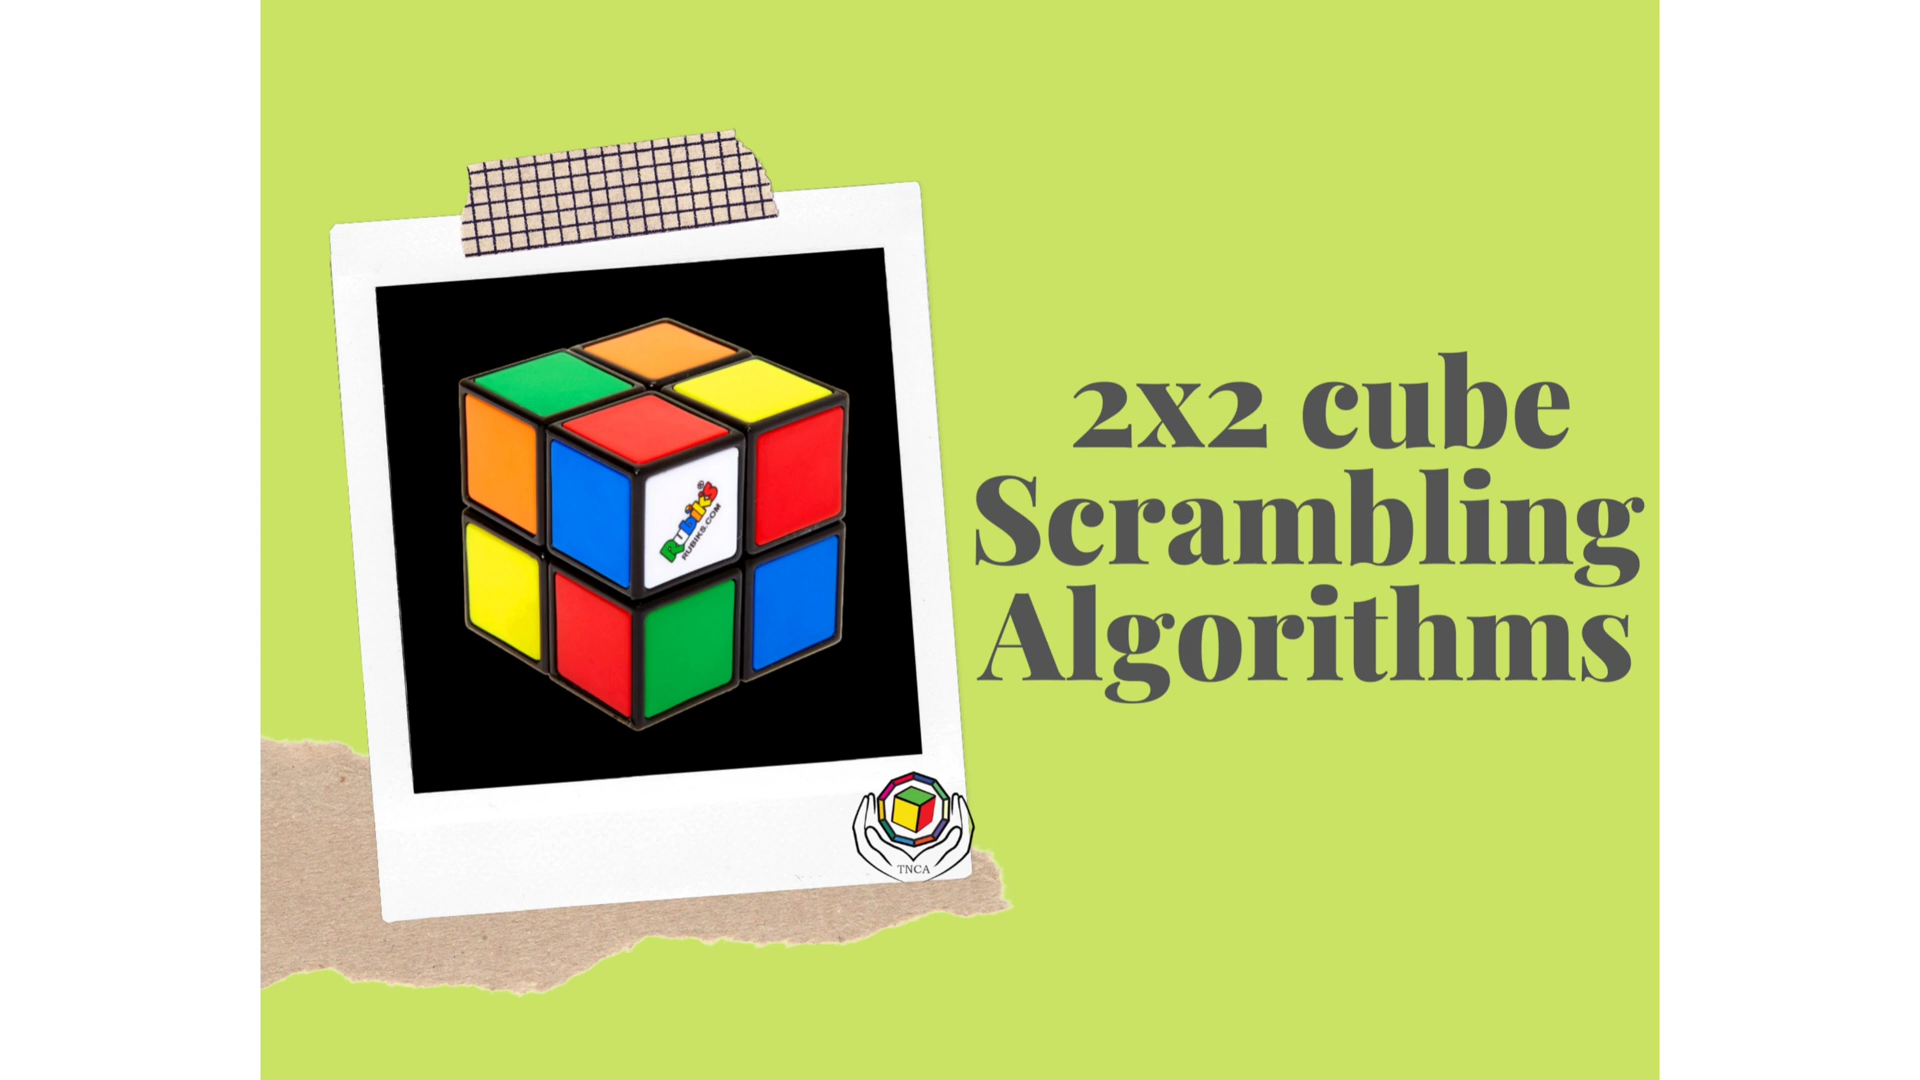 2x2 cube
Scrambling
Algorithms
Rubik's®
RUBIKS.COM
TNCA